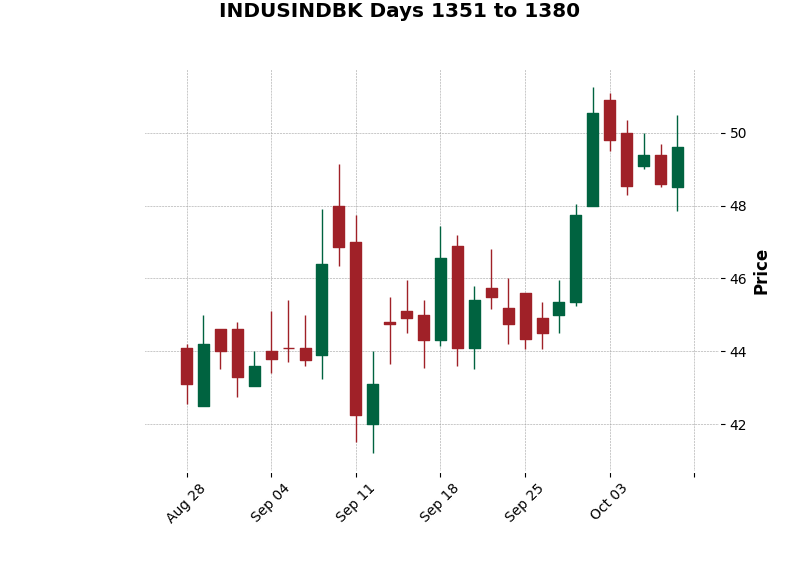 INDUSINDBK Days 1351 to 1380
50
48
46
44
42
Price
Aug 28
Sep 04
Sep 11
Sep 18
Sep 25
Oct 03